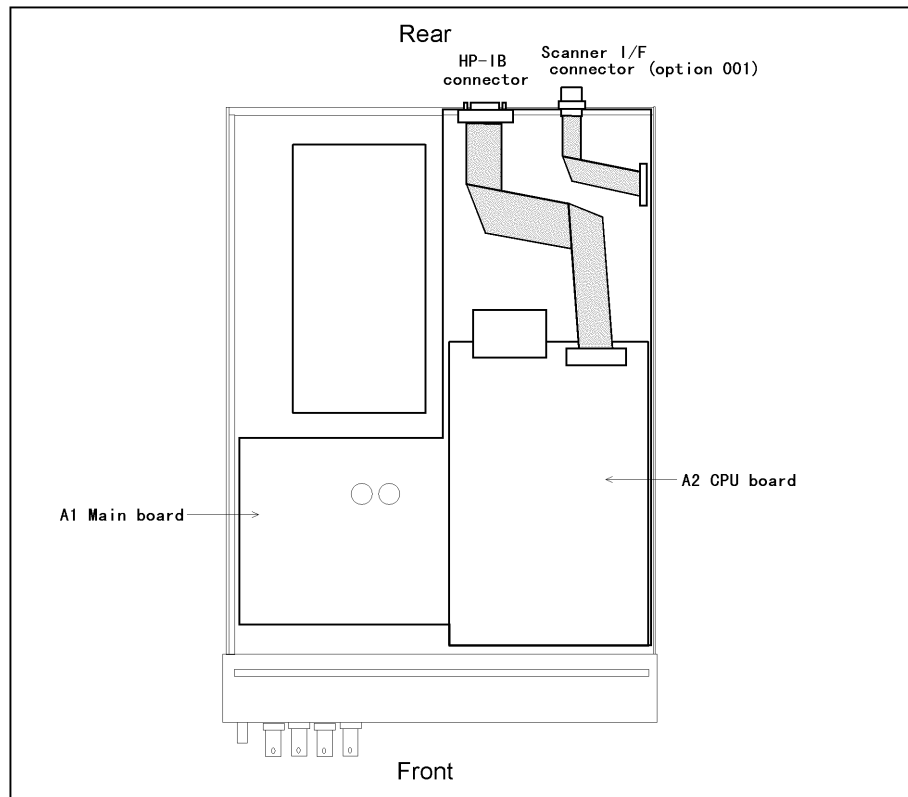 Rear
HP-IB
connector
Scanner I/F
connector (option 001)
A2 CPU board
A1 Main board
Front